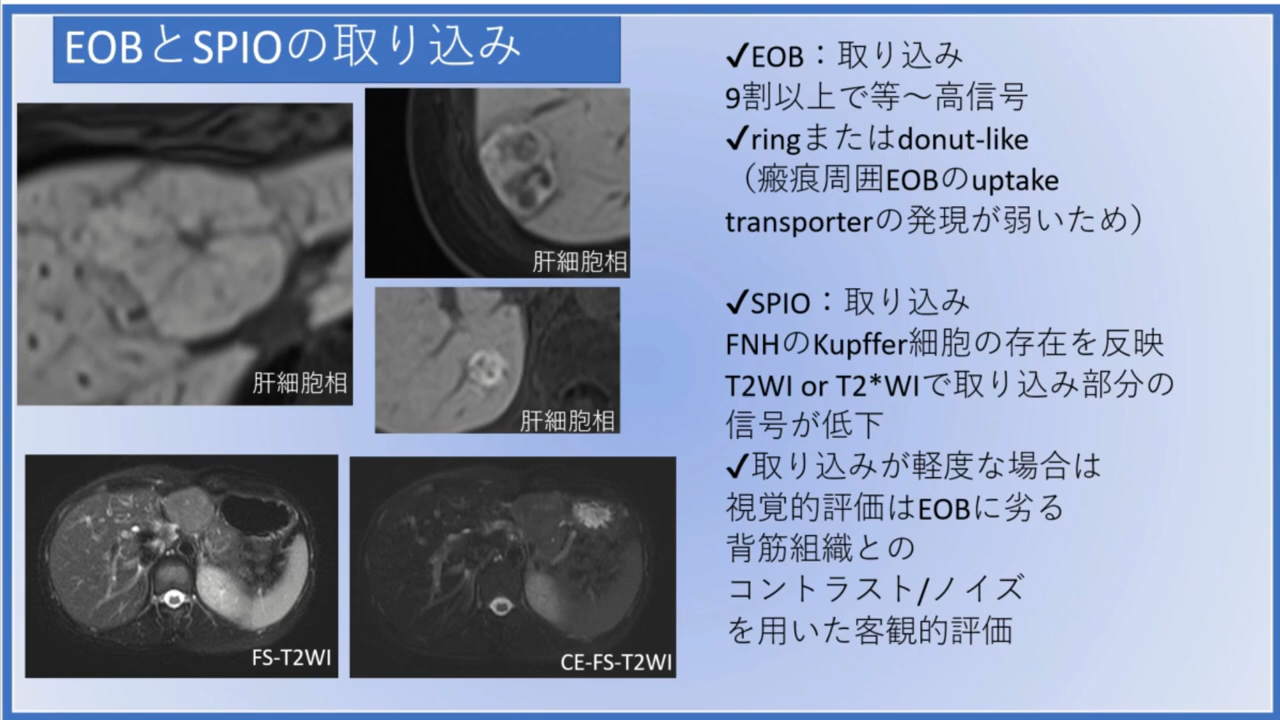 EOBとSPIOの取り込み
肝細胞相
肝細胞相
肝細胞相
FS-T2WI
CE-FS-T2WI
✓EOB：取り込み
9割以上で等～高信号
✓ringまたはdonut-like
（瘢痕周囲EOBのuptake
transporterの発現が弱いため）
✓SPIO：取り込み
FNHのKupffer細胞の存在を反映
T2WI or T2*WIで取り込み部分の
信号が低下
✓取り込みが軽度な場合は
視覚的評価はEOBに劣る
背筋組織との
コントラスト/ノイズ
を用いた客観的評価